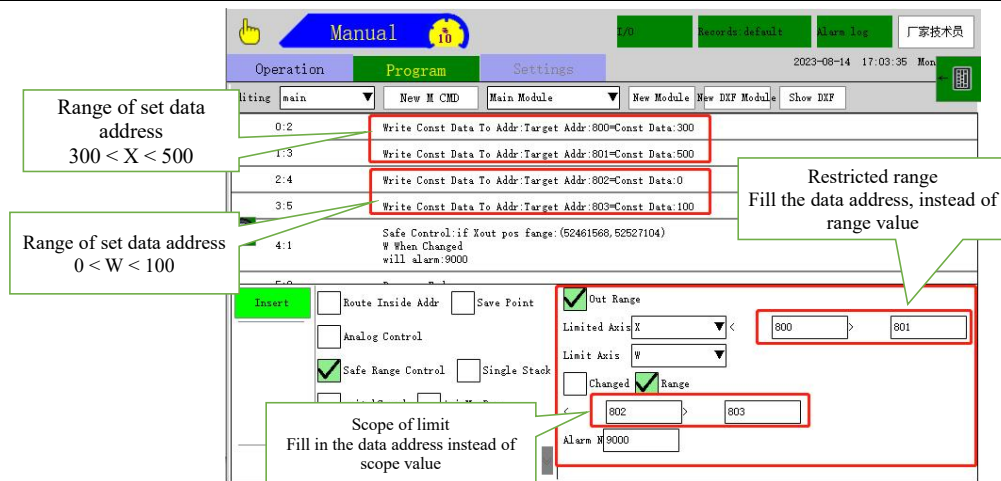 Manual
%
10
I/O
Records:default
Alarm log
厂家技术员
Operation
Program
Settings
2023-08-14 17:03:35 Mon
liting
main
New M CMD
Main Module
New Module
New DXF Module
Show DXF
Range of set data
address
300 < X < 500
0:2
Write Const Data To Addr:Target Addr:800=Const Data:300
1:3
Write Const Data To Addr:Target Addr:801=Const Data:500
2:4
Write Const Data To Addr:Target Addr:802=Const Data:0
3:5
Write Const Data To Addr:Target Addr:803=Const Data:100
Restricted range
Fill the data address, instead of
range value
Range of set data address
0 < W < 100
4:1
Safe Control:if Xout pos fange:(52461568,52527104)
W When Changed
will alarm:9000
Insert
Route Inside Addr
Save Point
Analog Control
Safe Range Control
Single Stack
Out Range
Limited Axis
X
<
800
>
801
Limit Axis
W
Changed
Range
<
802
>
803
Alarm N
9000
Scope of limit
Fill in the data address instead of
scope value